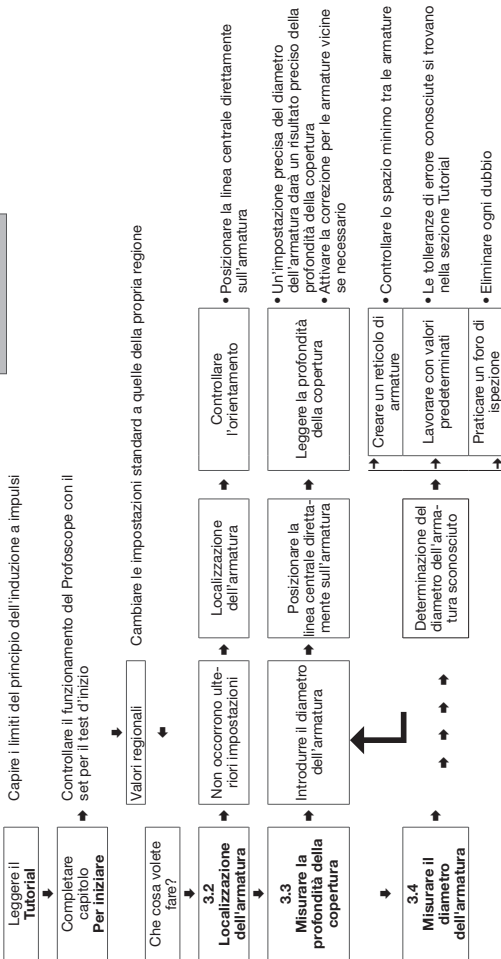 Leggere il
Tutorial
Capire i limiti del principio dell'induzione a impulsi
Completare
capitolo
Per iniziare
Controllare il funzionamento del Profoscope con il
set per il test d'inizio
Valori regionali
Cambiare le impostazioni standard a quelle della propria regione
Che cosa volete
fare?
3.2
Localizzazione
dell'armatura
Non occorrono ulte-
riori impostazioni
Localizzazione
dell'armatura
Controllare
l'orientamento
• Posizionare la linea centrale direttamente
sull'armatura
3.3
Misurare la
profondità della
copertura
Introdurre il diametro
dell'armatura
Posizionare la
linea centrale diretta-
mente sull'armatura
Leggere la profondità
della copertura
• Un'impostazione precisa del diametro
dell'armatura darà un risultato preciso della
profondità della copertura
• Attivare la correzione per le armature vicine
se necessario
3.4
Misurare il
diametro
dell'armatura
Determinazione del
diametro dell'arma-
tura sconosciuto
Creare un reticolo di
armature
• Controllare lo spazio minimo tra le armature
Lavorare con valori
predeterminati
• Le tolleranze di errore conosciute si trovano
nella sezione Tutorial
Praticare un foro di
ispezione
• Eliminare ogni dubbio